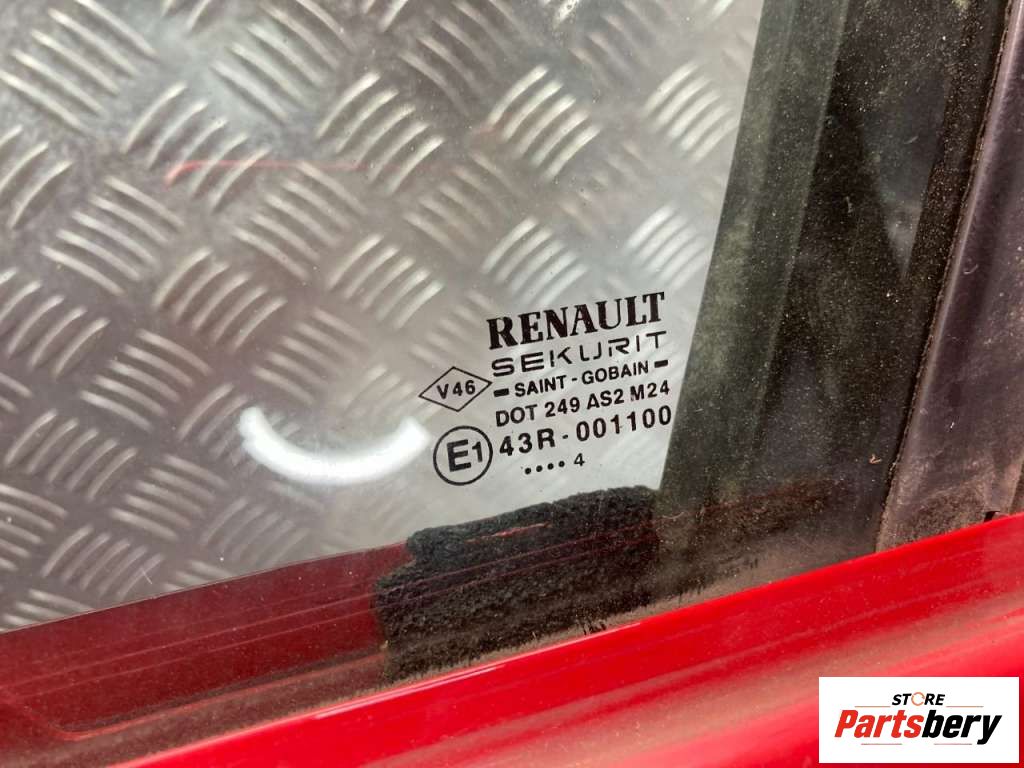 RENAULT
SEKURIT
V46
SAINT-GOBAIN
DOT 249 AS2 M24
E1
43R-001100
.... 4
STORE
Partsbery